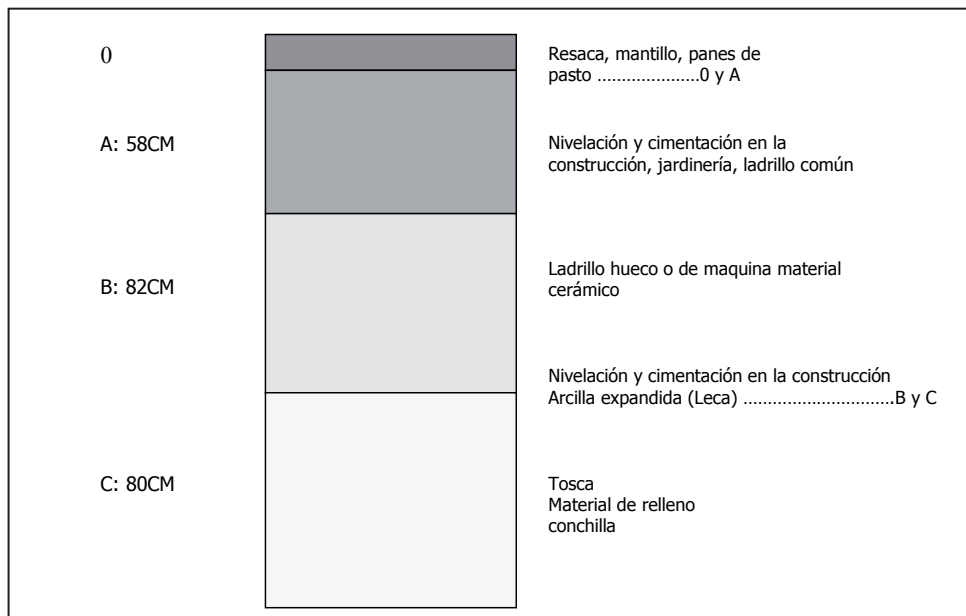 0
Resaca, mantillo, panes de
pasto .....................0 y A
A: 58CM
Nivelación y cimentación en la
construcción, jardinería, ladrillo común
B: 82CM
Ladrillo hueco o de maquina material
cerámico
Nivelación y cimentación en la construcción
Arcilla expandida (Leca) ...............................B y C
C: 80CM
Tosca
Material de relleno
conchilla